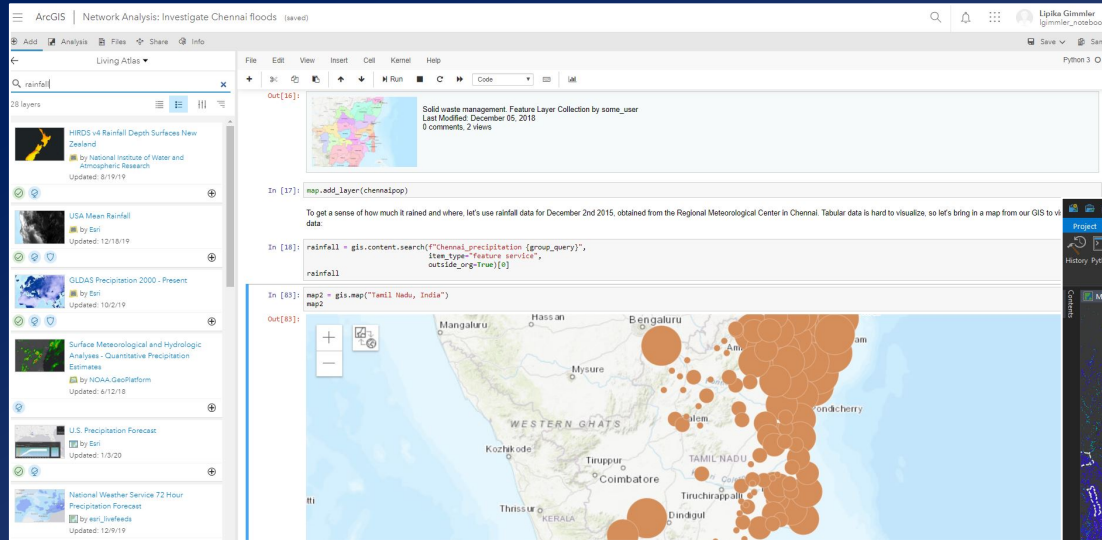 ArcGIS Network Analysis: Investigate Chennai floods (saved)
Lipika Gimmler
Add Analysis Files Share Info
Save
Living Atlas
File Edit View Insert Cell Kernel Help
Python 3
rainfall
Run Code
28 layers
HIRDS v4 Rainfall Depth Surfaces New Zealand
by National Institute of Water and Atmospheric Research
Updated: 8/19/19
USA Mean Rainfall
by Esri
Updated: 12/18/19
GLDAS Precipitation 2000 - Present
by Esri
Updated: 10/2/19
Surface Meteorological and Hydrologic
Analyses - Quantitative Precipitation
Estimates
by NOAA.GeoPlatform
Updated: 6/12/18
U.S. Precipitation Forecast
by Esri
Updated: 1/3/20
National Weather Service 72 Hour
Precipitation Forecast
by esri_livefeeds
Updated: 12/9/19
Out[16]:
Solid waste management. Feature Layer Collection by some_user
Last Modified: December 05, 2018
0 comments, 2 views
In [17]: map.add_layer(chennaipop)
To get a sense of how much it rained and where, let's use rainfall data for December 2nd 2015, obtained from the Regional Meteorological Center in Chennai. Tabular data is hard to visualize, so let's bring in a map from our GIS to vi
data:
In [18]: rainfall = gis.content.search(f"Chennai_precipitation {group_query}",
item_type="feature service",
outside_org=True)[0]
rainfall
In [83]: map2 = gis.map("Tamil Nadu, India")
map2
Out[83]:
Mangaluru
Hassan
Bengaluru
Mysure
WESTERN GHATS
Kozhikode
Tiruppur
TAMIL NADU
Coimbatore
Tiruchirappalli
Thrissur
KERALA
Dindigul
Project
History
Contents